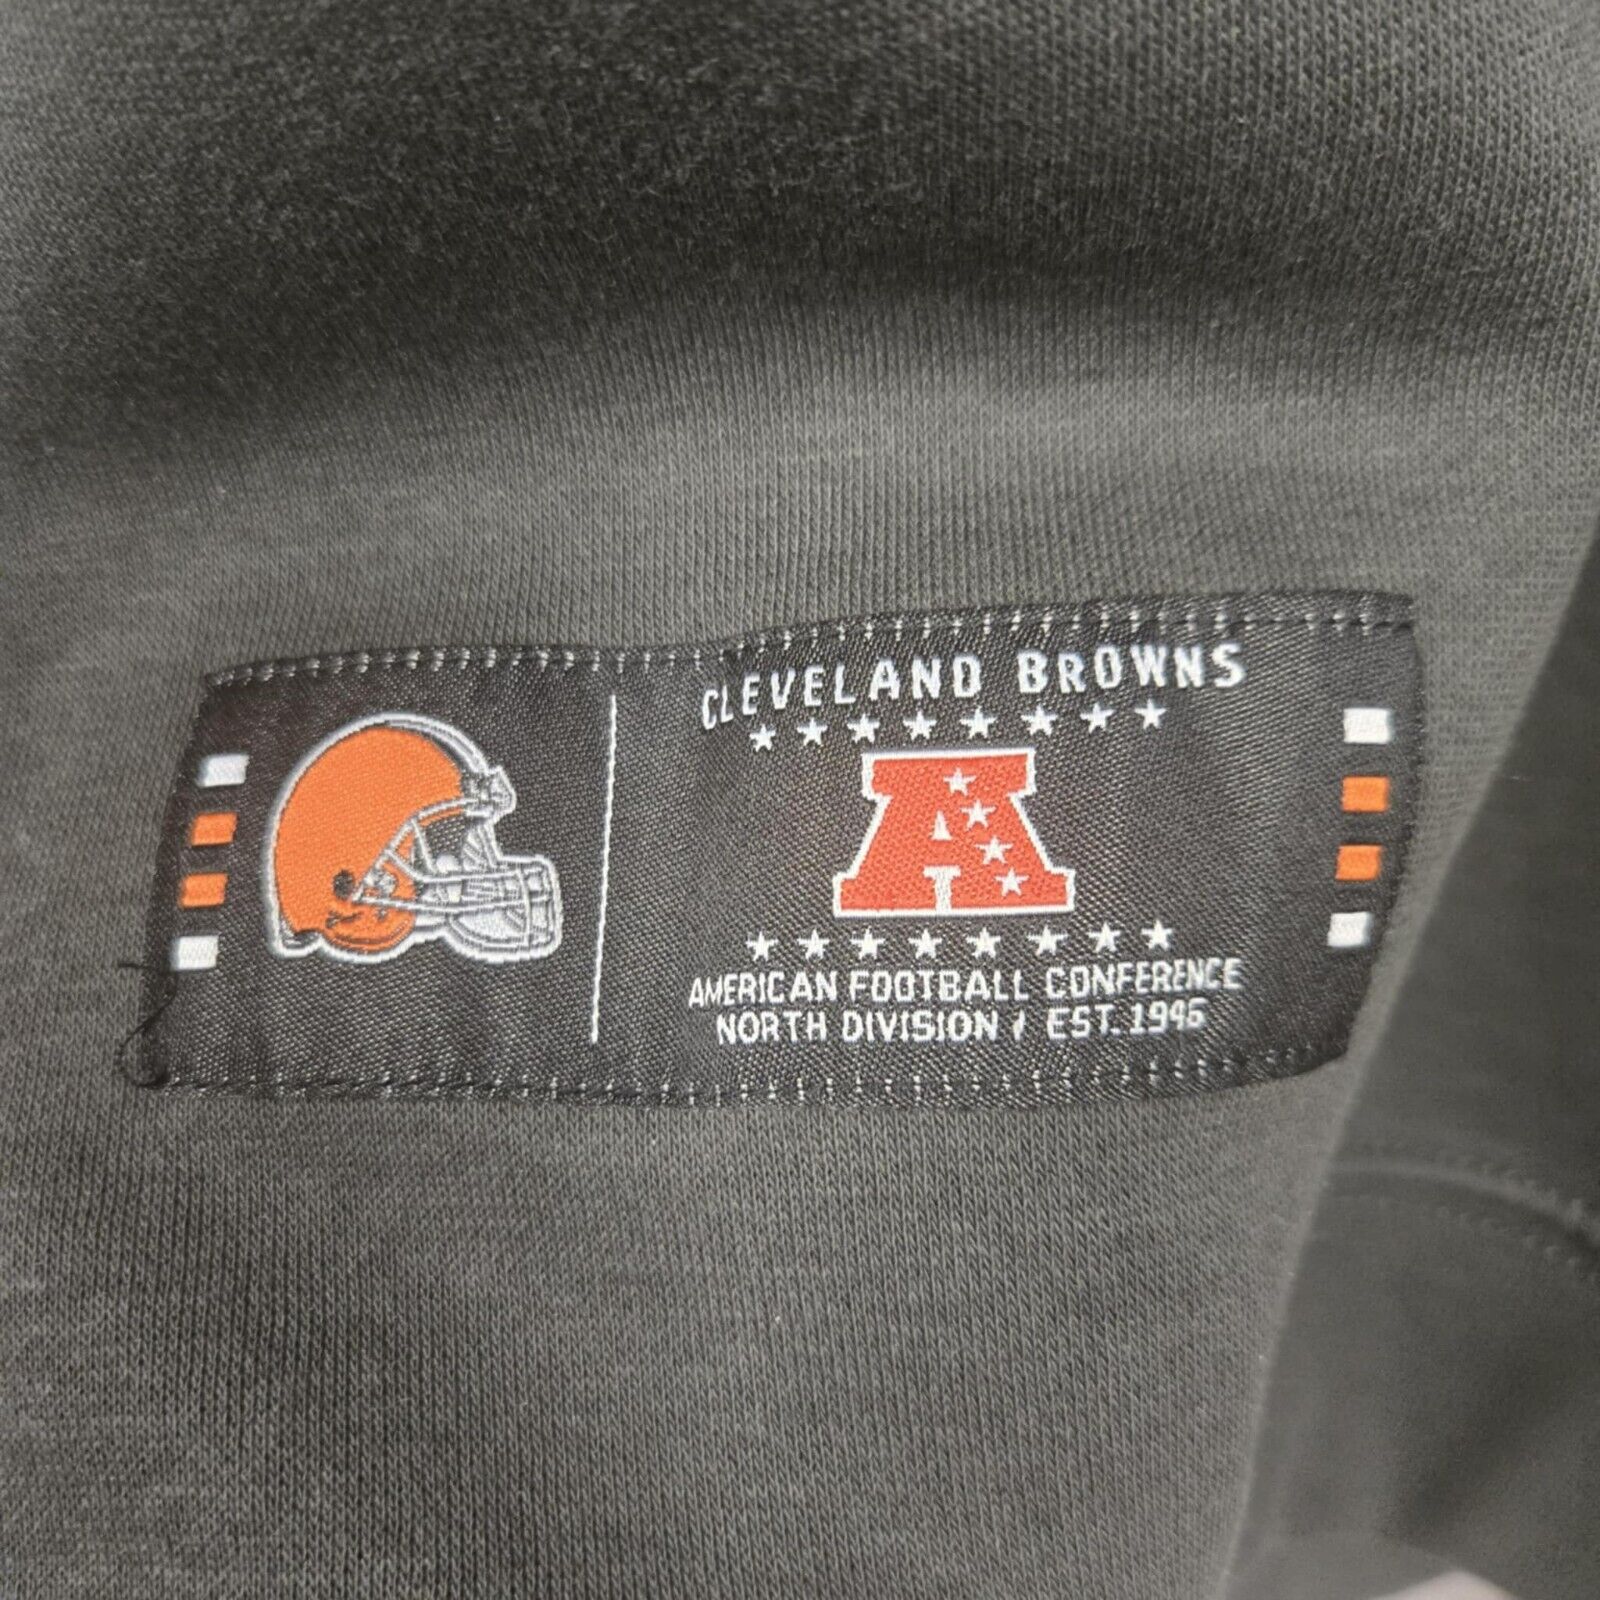 CLEVELAND BROWNS
A
AMERICAN FOOTBALL CONFERENCE
NORTH DIVISION / EST. 1946